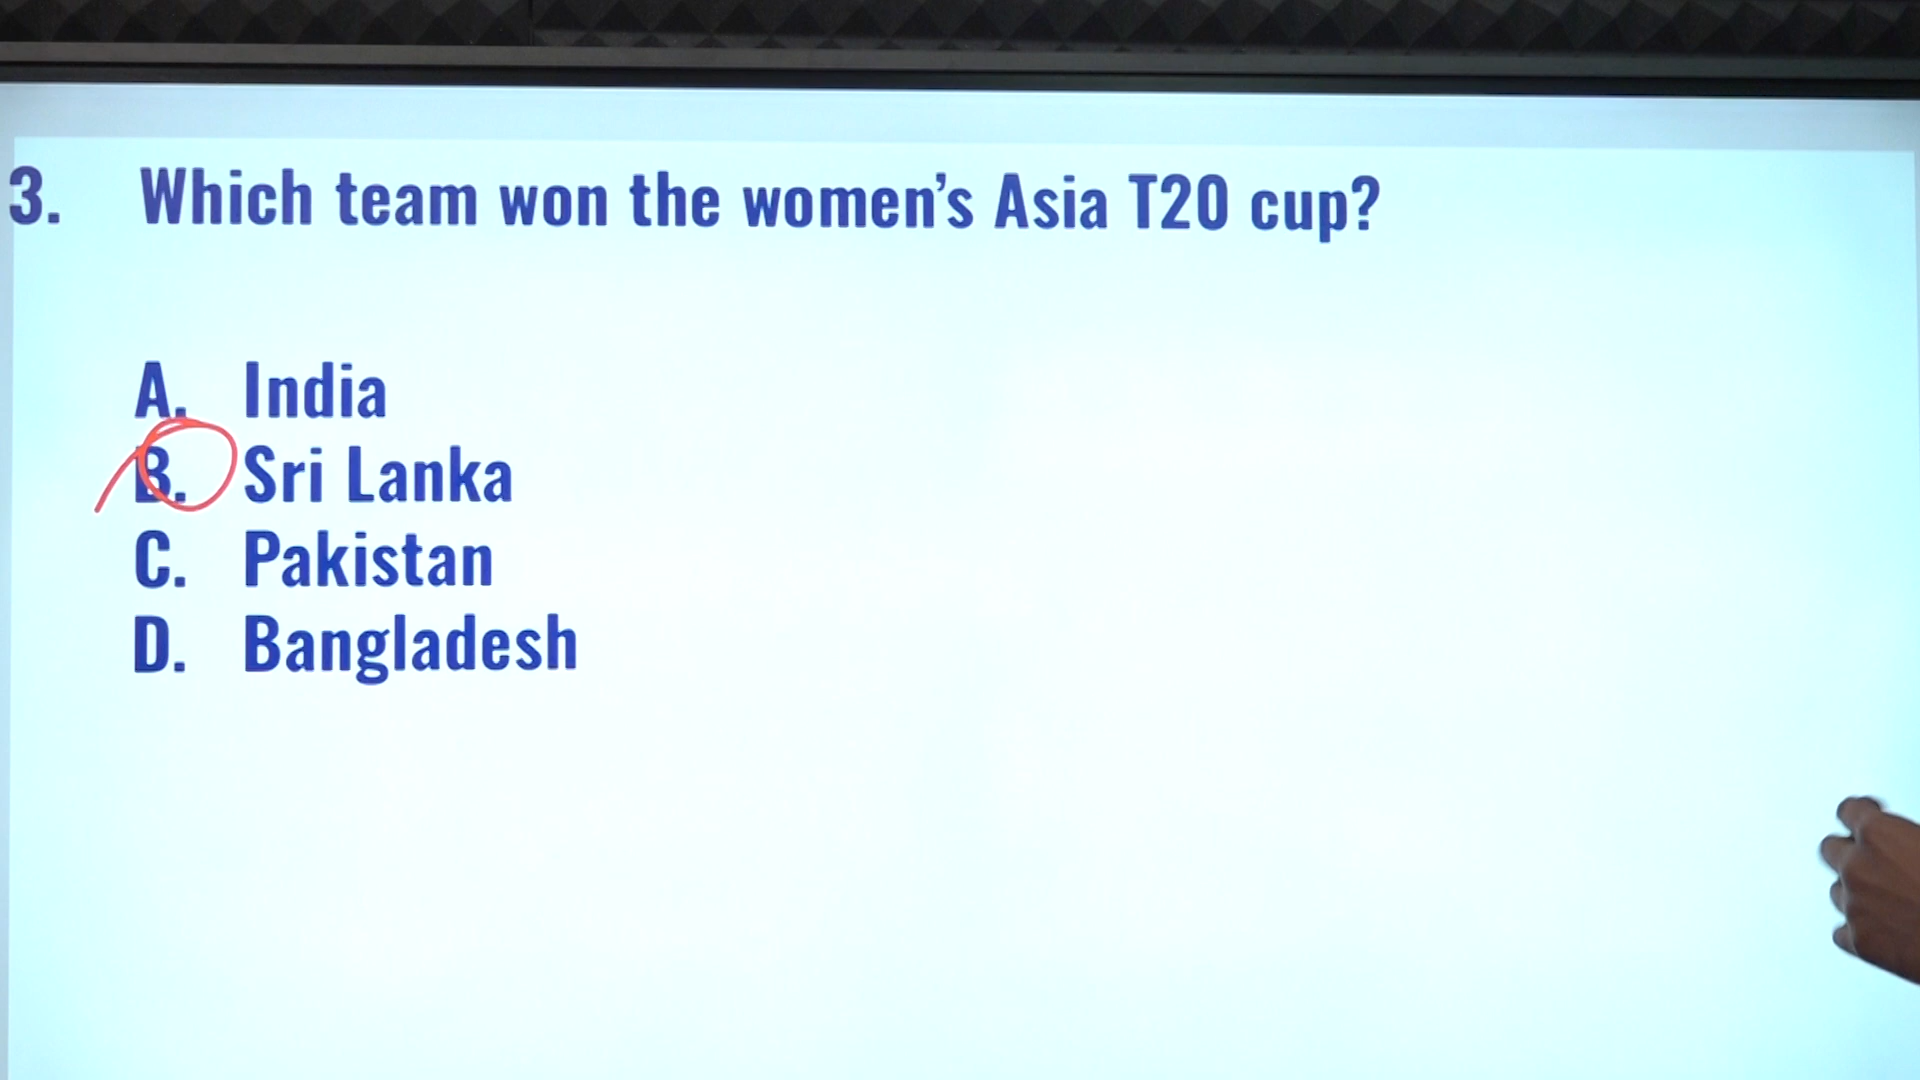 3. Which team won the women's Asia T20 cup?
A. India
B. Sri Lanka
C. Pakistan
D. Bangladesh